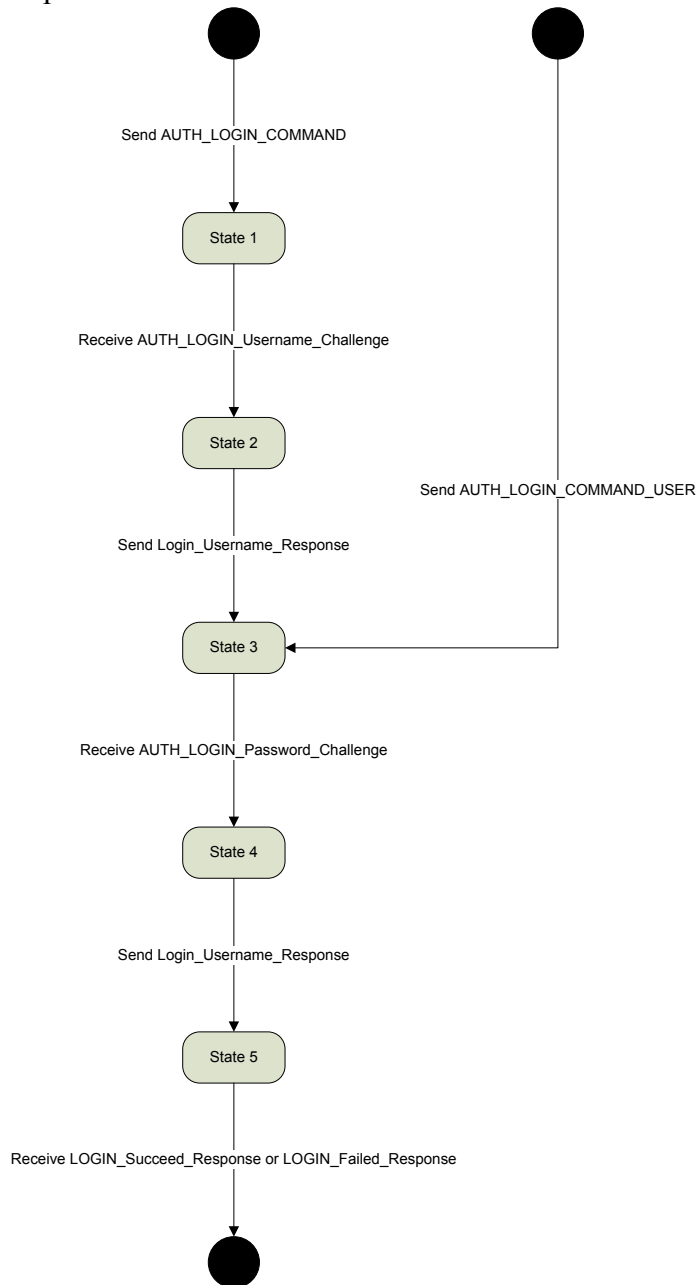 Send AUTH_LOGIN_COMMAND
State 1
Receive AUTH_LOGIN_Username_Challenge
State 2
Send AUTH_LOGIN_COMMAND_USER
Send Login_Username_Response
State 3
Receive AUTH_LOGIN_Password_Challenge
State 4
Send Login_Username_Response
State 5
Receive LOGIN_Succeed_Response or LOGIN_Failed_Response